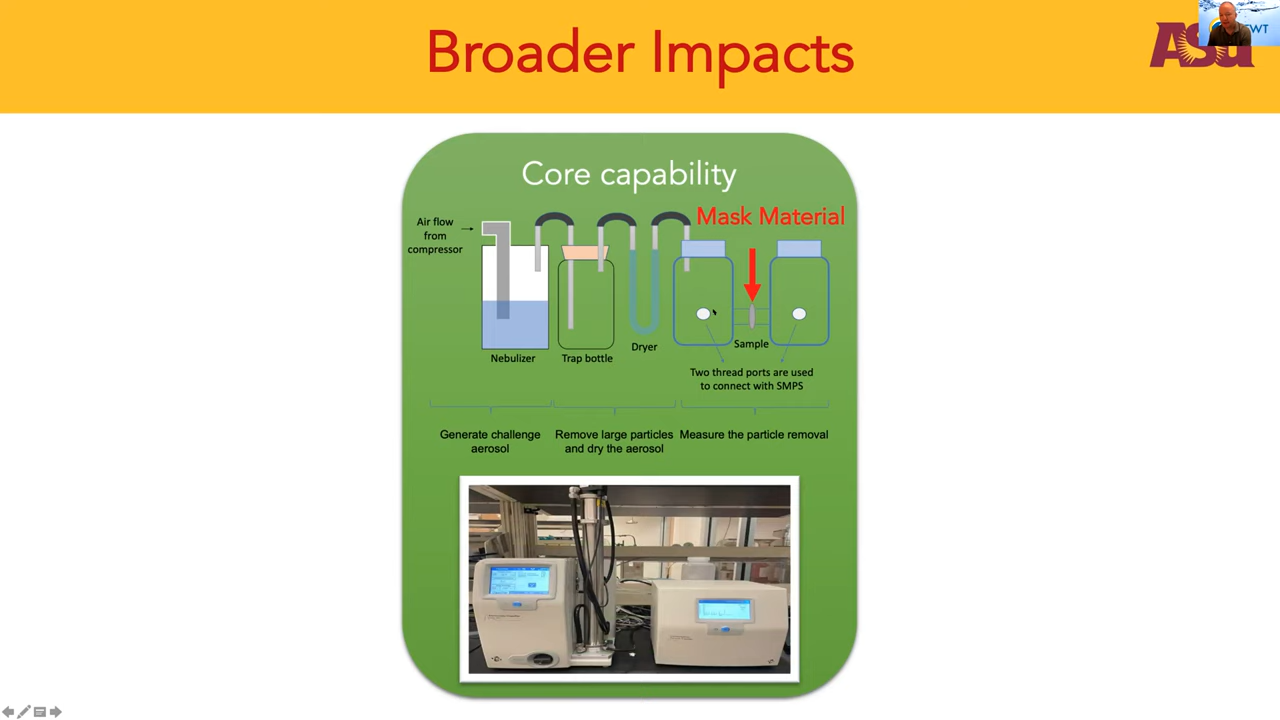 Broader Impacts
ASU
Core capability
Air flow
from
compressor
Mask Material
Nebulizer
Trap bottle
Dryer
Sample
Two thread ports are used
to connect with SMPS
Generate challenge
aerosol
Remove large particles
and dry the aerosol
Measure the particle removal